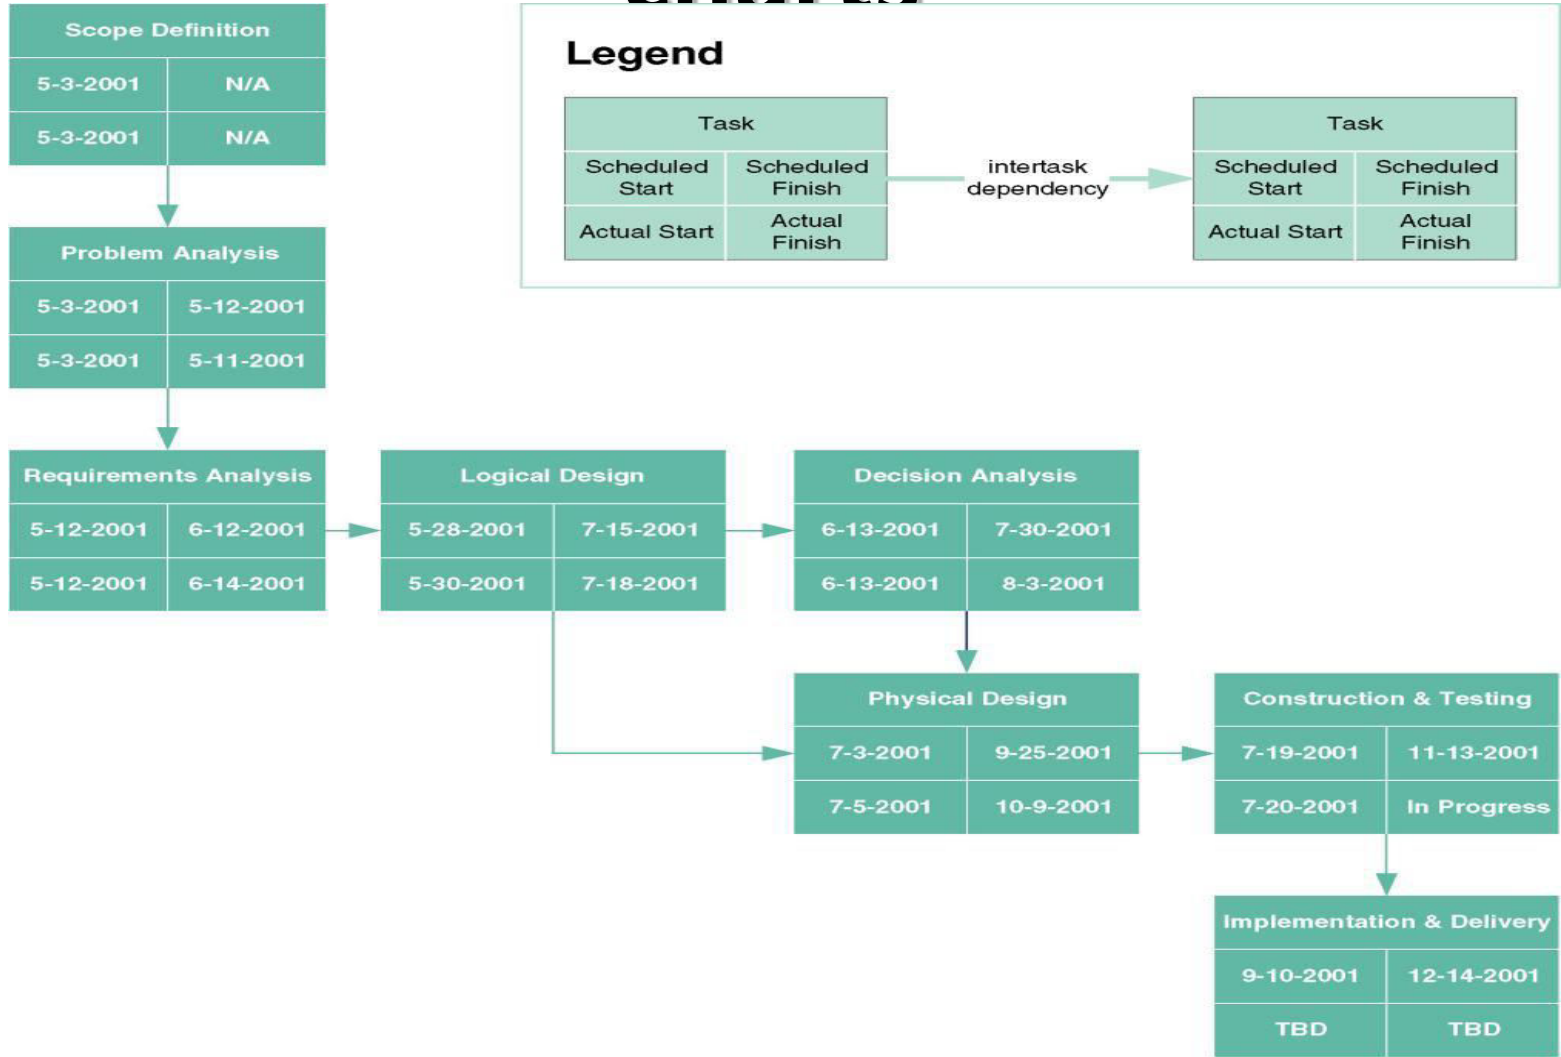 Scope Definition
5-3-2001 N/A
5-3-2001 N/A
Legend
Task
Scheduled Start
Scheduled Finish
Actual Start
Actual Finish
intertask
dependency
Task
Scheduled Start
Scheduled Finish
Actual Start
Actual Finish
Problem Analysis
5-3-2001 5-12-2001
5-3-2001 5-11-2001
Requirements Analysis
5-12-2001 6-12-2001
5-12-2001 6-14-2001
Logical Design
5-28-2001 7-15-2001
5-30-2001 7-18-2001
Decision Analysis
6-13-2001 7-30-2001
6-13-2001 8-3-2001
Physical Design
7-3-2001 9-25-2001
7-5-2001 10-9-2001
Construction & Testing
7-19-2001 11-13-2001
7-20-2001 In Progress
Implementation & Delivery
9-10-2001 12-14-2001
TBD TBD